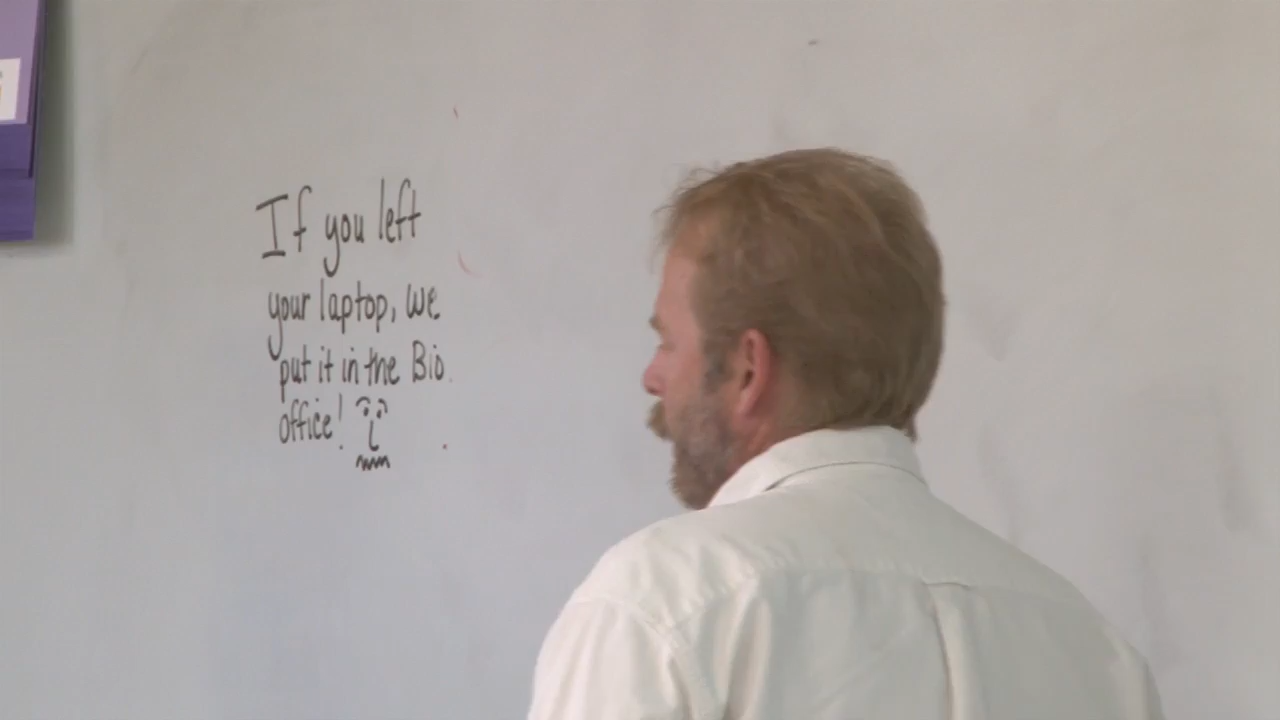 If you left
your laptop, we
put it in the Bio
office!